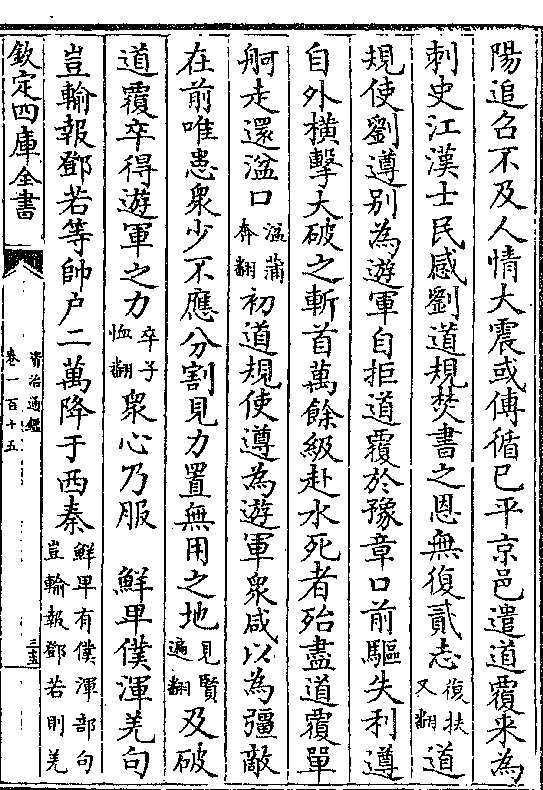 陽追召不及人情大震或傳循已平京邑遣道覆来為
刺史江漢士民感劉道規焚書之恩無復貳志復扶又翻道
規使劉遵别為遊軍自拒道覆於豫章口前驅失利遵
自外横擊大破之斬首萬餘級赴水死者殆盡道覆單
舸走還湓口湓蒲奔翻初道規使遵為遊軍衆咸以為彊敵
在前唯患衆少不應分割見力置無用之地見賢遍翻及破
道覆卒得遊軍之力卒子恤翻衆心乃服　鮮卑僕渾羌句
豈輸報鄧若等帥户二萬降于西秦鮮卑有僕渾部句豈輸報鄧若則羌
欽定四庫全書
資治通鑑
卷一百十五
三十五